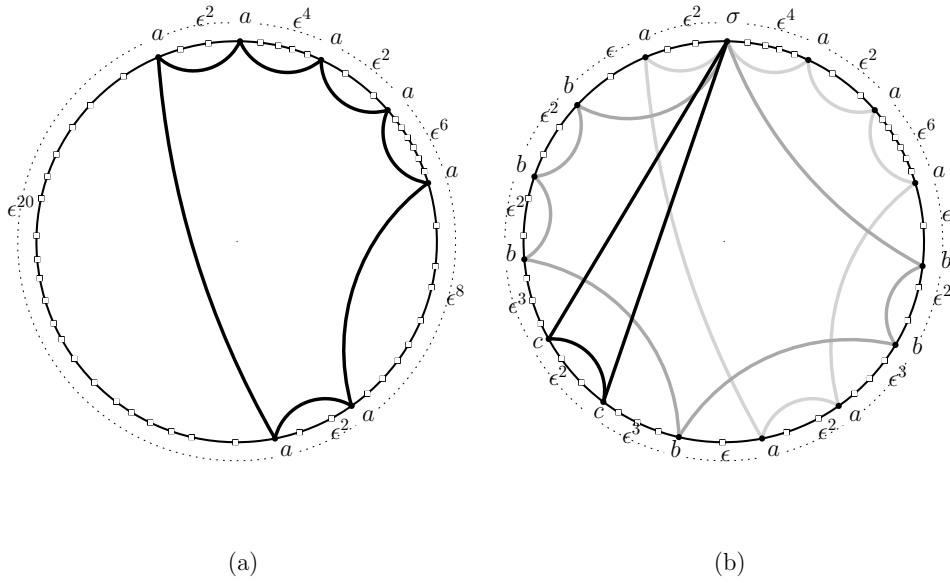 ϵ² a ϵ⁴
a a
ϵ²
a
ϵ⁶
a
ϵ²⁰
ϵ⁸
a
ϵ²
a
(a)
ϵ² σ ϵ⁴
ϵ a a
ϵ²
b a
ϵ²
ϵ⁶
b a
ϵ² ϵ
b b
ϵ³ ϵ²
c b
ϵ² ϵ³
c a
ϵ³ ϵ²
b ϵ a
(b)